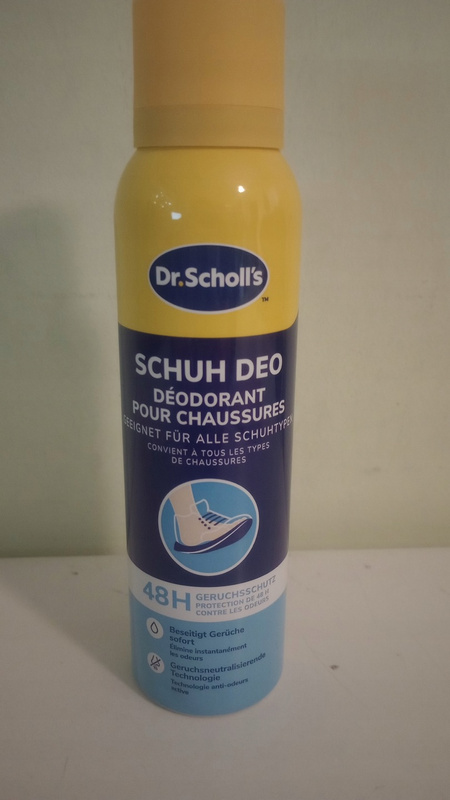 Dr.Scholl's
™
SCHUH DEO
DÉODORANT
POUR CHAUSSURES
GEEIGNET FÜR ALLE SCHUHTYPEN
CONVIENT À TOUS LES TYPES
DE CHAUSSURES
48H
GERUCHSSCHUTZ
PROTECTION DE 48 H
CONTRE LES ODEURS
Beseitigt Gerüche
sofort
Élimine instantanément
les odeurs
Geruchsneutralisierende
Technologie
Technologie anti-odeurs
active